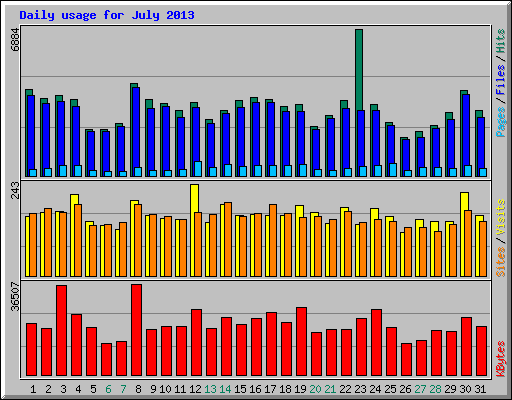 Daily usage for July 2013
6884
Pages / Files / Hits
243
Sites / Visits
36507
KBytes
1 2 3 4 5 6 7 8 9 10 11 12 13 14 15 16 17 18 19 20 21 22 23 24 25 26 27 28 29 30 31